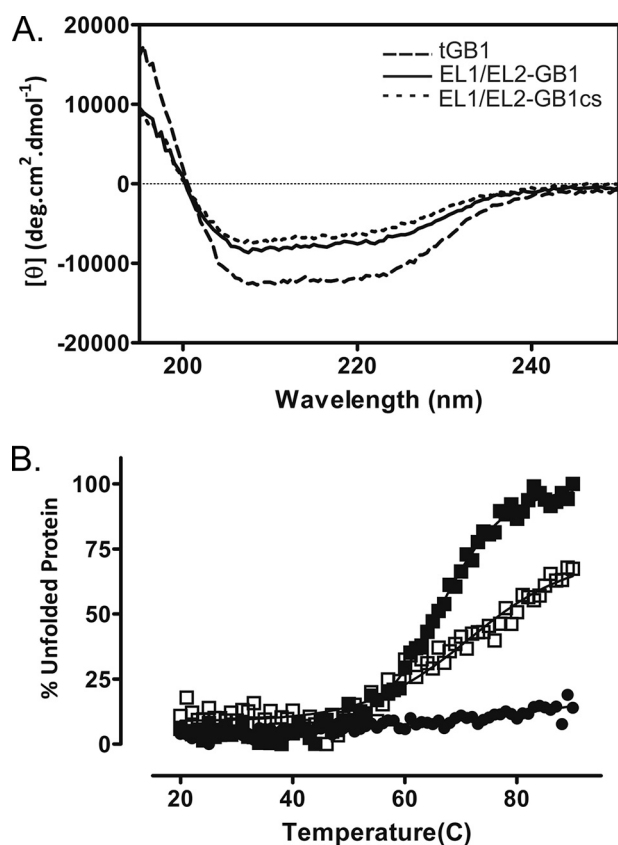 A.
tGB1
EL1/EL2-GB1
EL1/EL2-GB1cs
[θ] (deg.cm².dmol⁻¹)
20000
10000
0
-10000
-20000
200
220
240
Wavelength (nm)
B.
% Unfolded Protein
100
75
50
25
0
20
40
60
80
Temperature(C)